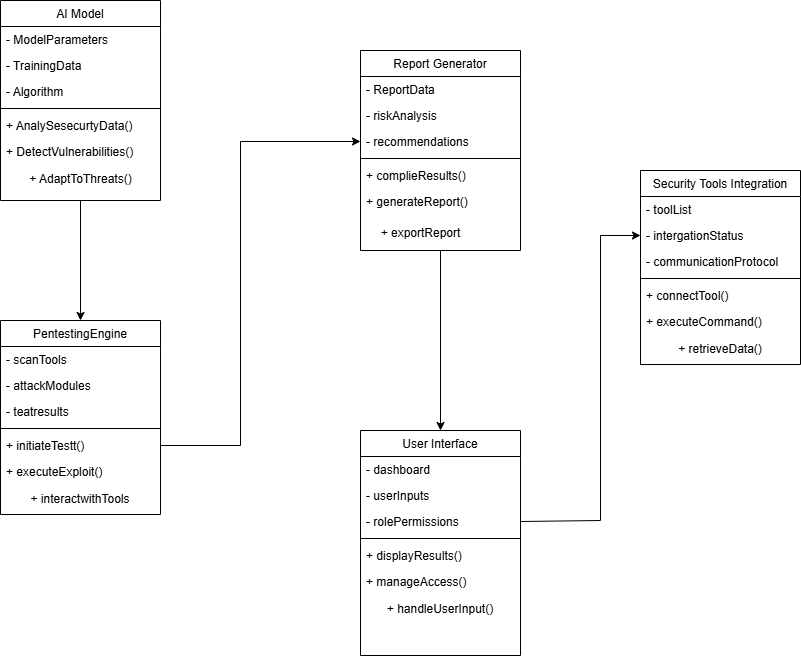 AI Model
- ModelParameters
- TrainingData
- Algorithm
+ AnalySesecurtyData()
+ DetectVulnerabilities()
+ AdaptToThreats()
PentestingEngine
- scanTools
- attackModules
- teatresults
+ initiateTestt()
+ executeExploit()
+ interactwithTools
Report Generator
- ReportData
- riskAnalysis
- recommendations
+ complieResults()
+ generateReport()
+ exportReport
User Interface
- dashboard
- userInputs
- rolePermissions
+ displayResults()
+ manageAccess()
+ handleUserInput()
Security Tools Integration
- toolList
- intergationStatus
- communicationProtocol
+ connectTool()
+ executeCommand()
+ retrieveData()